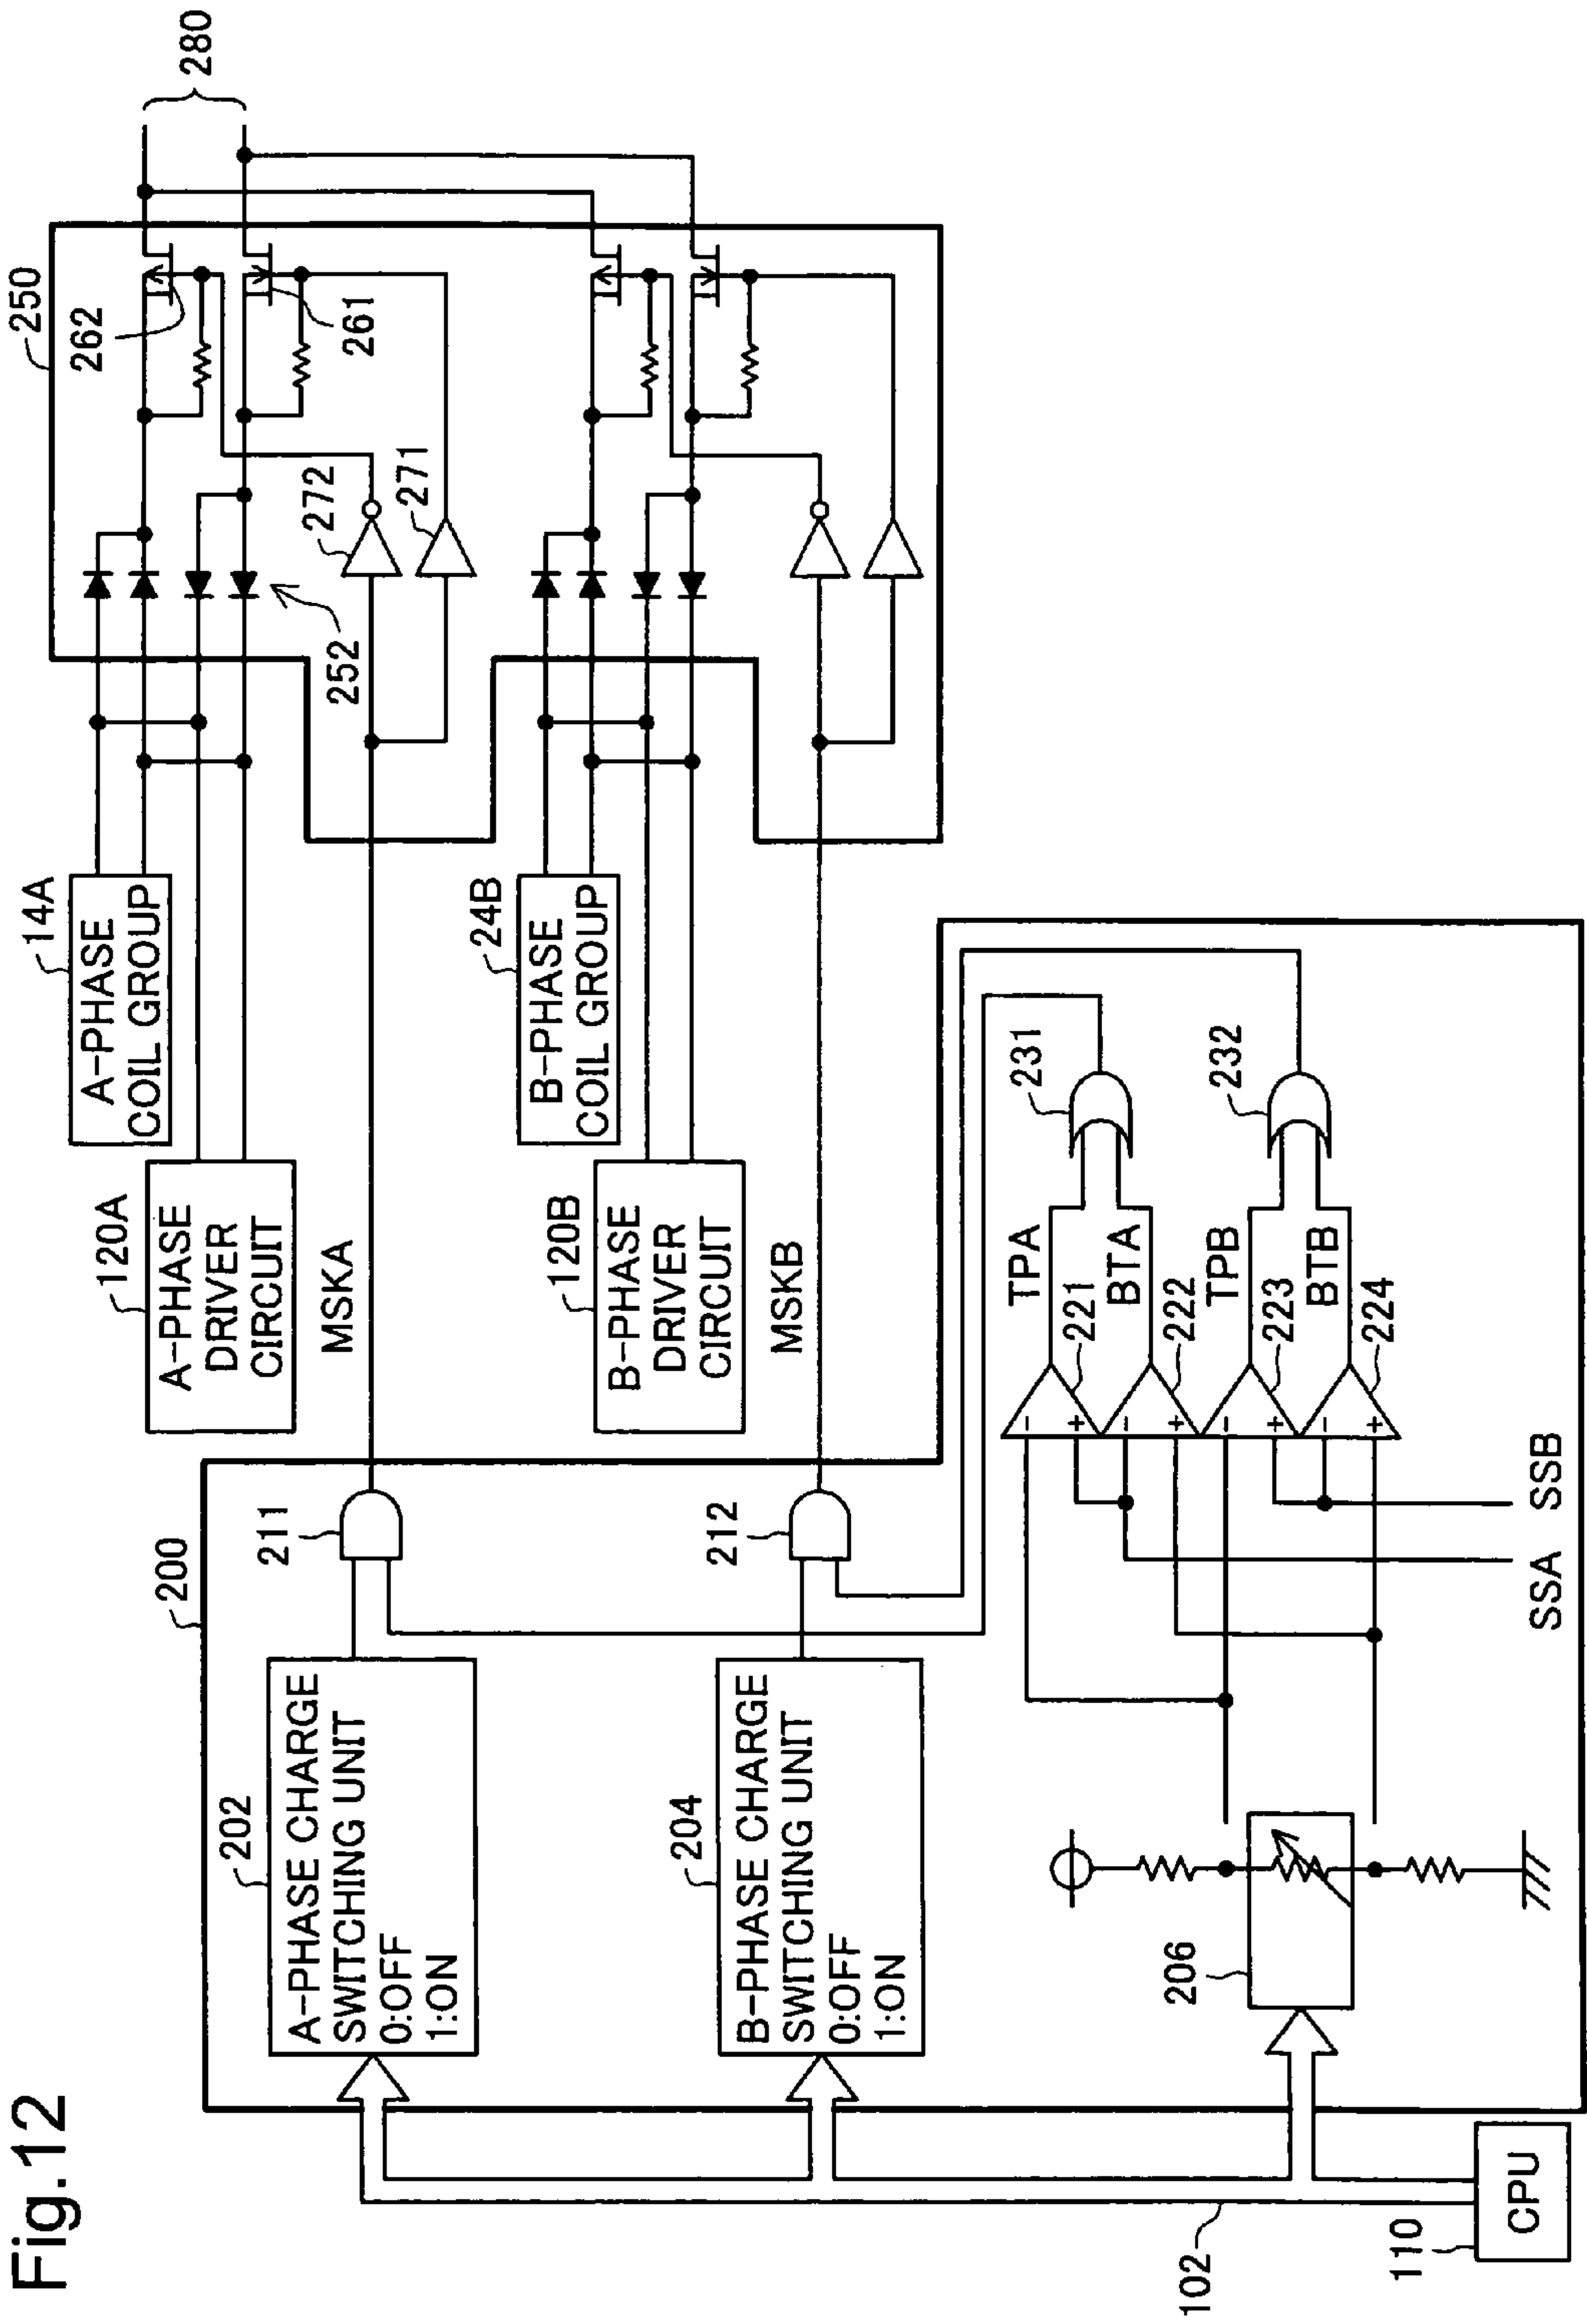 Fig.12
200
202
A-PHASE CHARGE
SWITCHING UNIT
0:OFF
1:ON
211
MSKA
120A
A-PHASE
DRIVER
CIRCUIT
14A
A-PHASE
COIL GROUP
250
252
272
271
262
261
280
204
B-PHASE CHARGE
SWITCHING UNIT
0:OFF
1:ON
212
MSKB
120B
B-PHASE
DRIVER
CIRCUIT
24B
B-PHASE
COIL GROUP
206
SSA
SSB
-
+
-
+
-
+
-
+
221
222
223
224
TPA
BTA
TPB
BTB
231
232
102
110
CPU